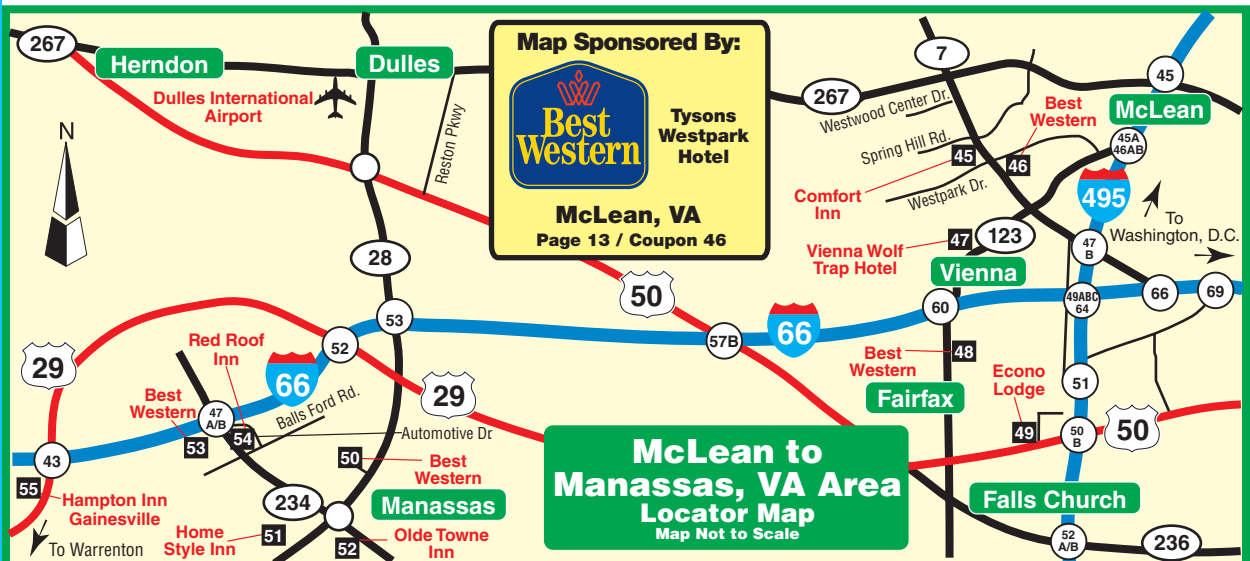 267
Herndon
Dulles
Dulles International
Airport
N
Reston Pkwy
28
Map Sponsored By:
Best
Western
Tysons
Westpark
Hotel
McLean, VA
Page 13 / Coupon 46
7
267
45
McLean
Westwood Center Dr.
Best
Western
Spring Hill Rd.
45
46
45A
46AB
Comfort
Inn
Westpark Dr.
495
To
Washington, D.C.
Vienna Wolf
Trap Hotel
47
123
47
B
Vienna
50
60
49ABC
64
66
69
53
52
57B
66
29
Red Roof
Inn
66
Best
Western
48
Fairfax
Econo
Lodge
51
29
Best
Western
47
A/B
53
54
Balls Ford Rd.
Automotive Dr
49
50
B
50
43
50
Best
Western
55
Hampton Inn
Gainesville
234
Manassas
Home
Style Inn
51
52
Olde Towne
Inn
To Warrenton
McLean to
Manassas, VA Area
Locator Map
Map Not to Scale
Falls Church
52
A/B
236